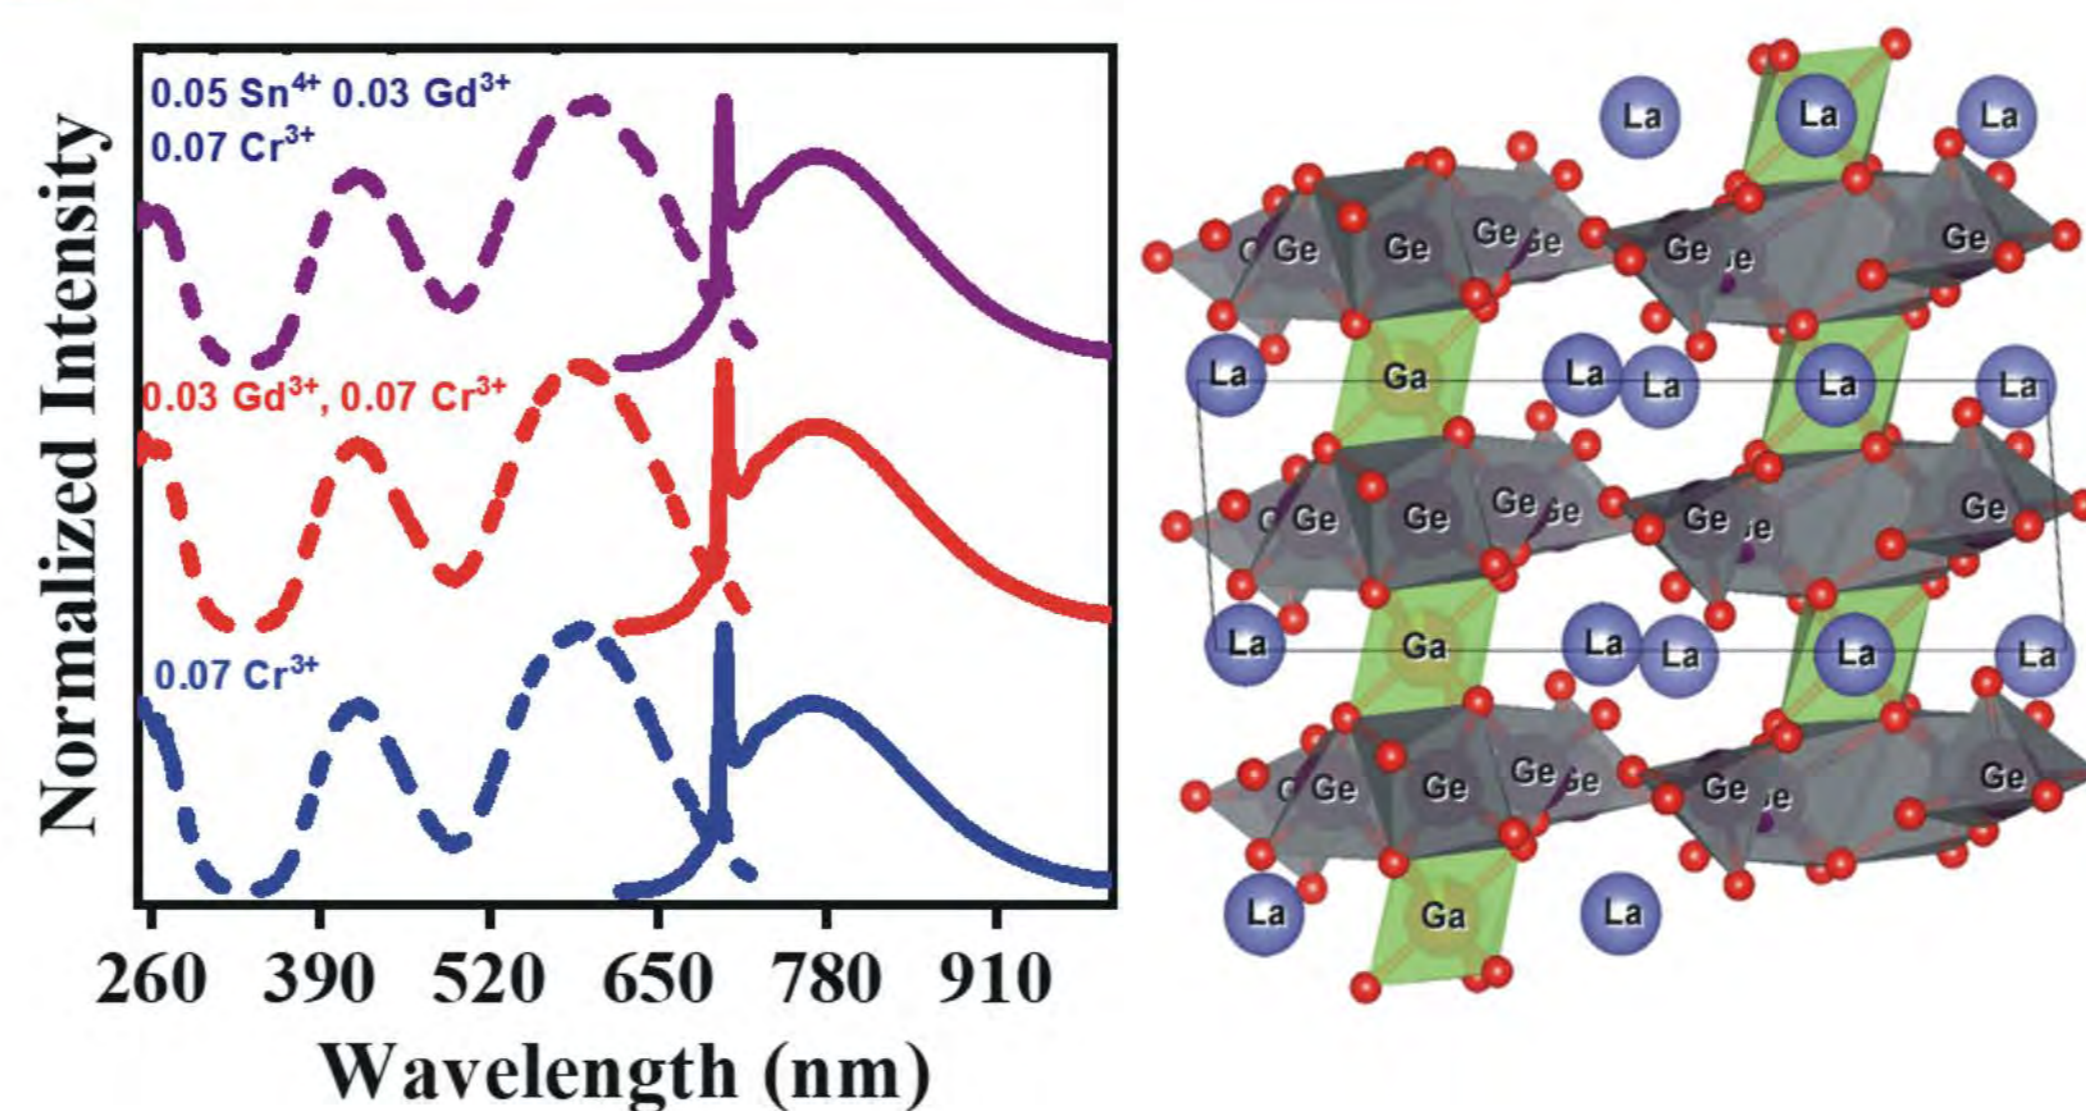 Normalized Intensity
0.05 Sn⁴⁺ 0.03 Gd³⁺
0.07 Cr³⁺
0.03 Gd³⁺, 0.07 Cr³⁺
0.07 Cr³⁺
260 390 520 650 780 910
Wavelength (nm)
La La La
Ge Ge Ge Ge Ge
La Ga La La La La
Ge Ge Ge Ge Ge
La Ga La La La La
Ge Ge Ge Ge Ge Ge
La Ga La